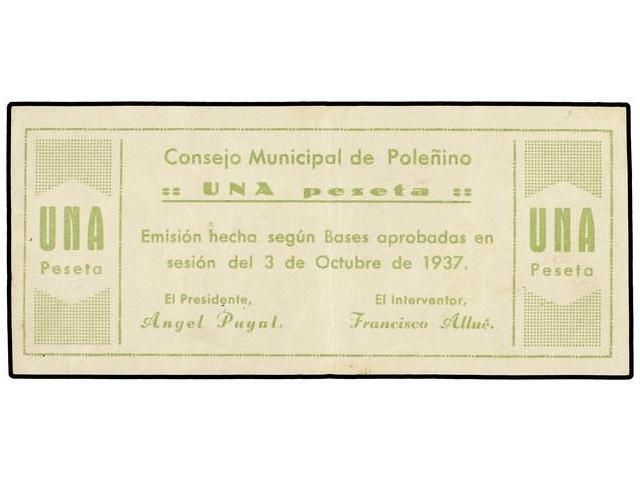 Consejo Municipal de Poleñino
:: UNA peseta ::
UNA
Peseta
Emisión hecha según Bases aprobadas en
sesión del 3 de Octubre de 1937.
El Presidente,
Angel Puyal.
El Interventor,
Francisco Allué.
UNA
Peseta